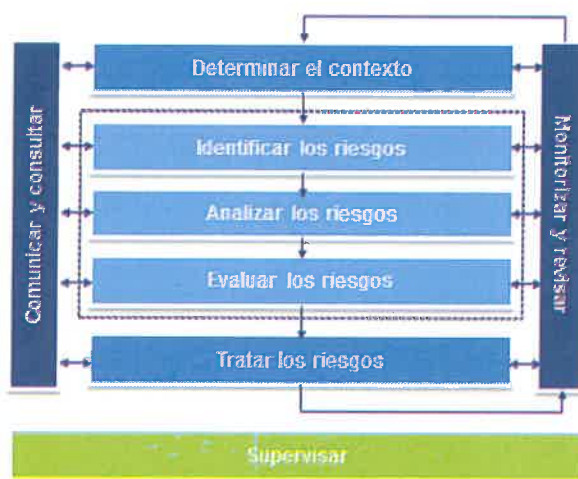 Determinar el contexto
Identificar los riesgos
Analizar los riesgos
Evaluar los riesgos
Tratar los riesgos
Comunicar y consultar
Monitorizar y revisar
Supervisar